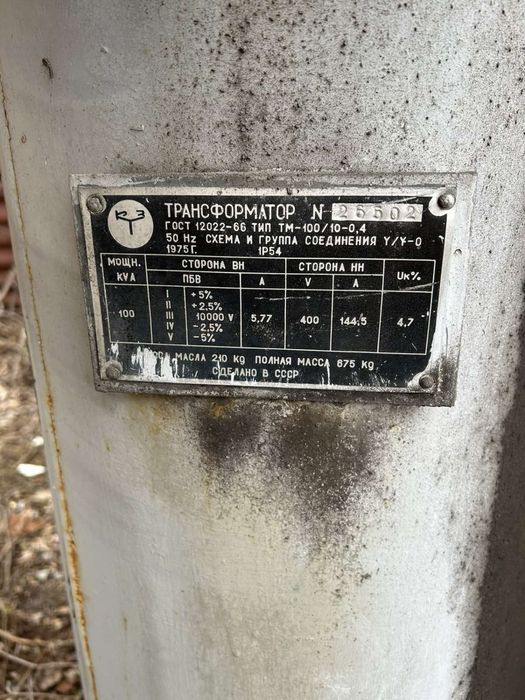 КТЗ
ТРАНСФОРМАТОР N 26502
ГОСТ 12022-66 ТИП ТМ-100/10-0,4
50 Hz СХЕМА И ГРУППА СОЕДИНЕНИЯ Y/Y-0
1975 Г. 1Р54
МОЩН. KVA СТОРОНА ВН СТОРОНА НН Uк%
ПБВ A V A
I +5%
II +2,5%
100 III 10000 V 5,77 400 144,5 4,7
IV -2,5%
V -5%
МАСЛА 210 Kg ПОЛНАЯ МАССА 675 Kg
СДЕЛАНО В СССР